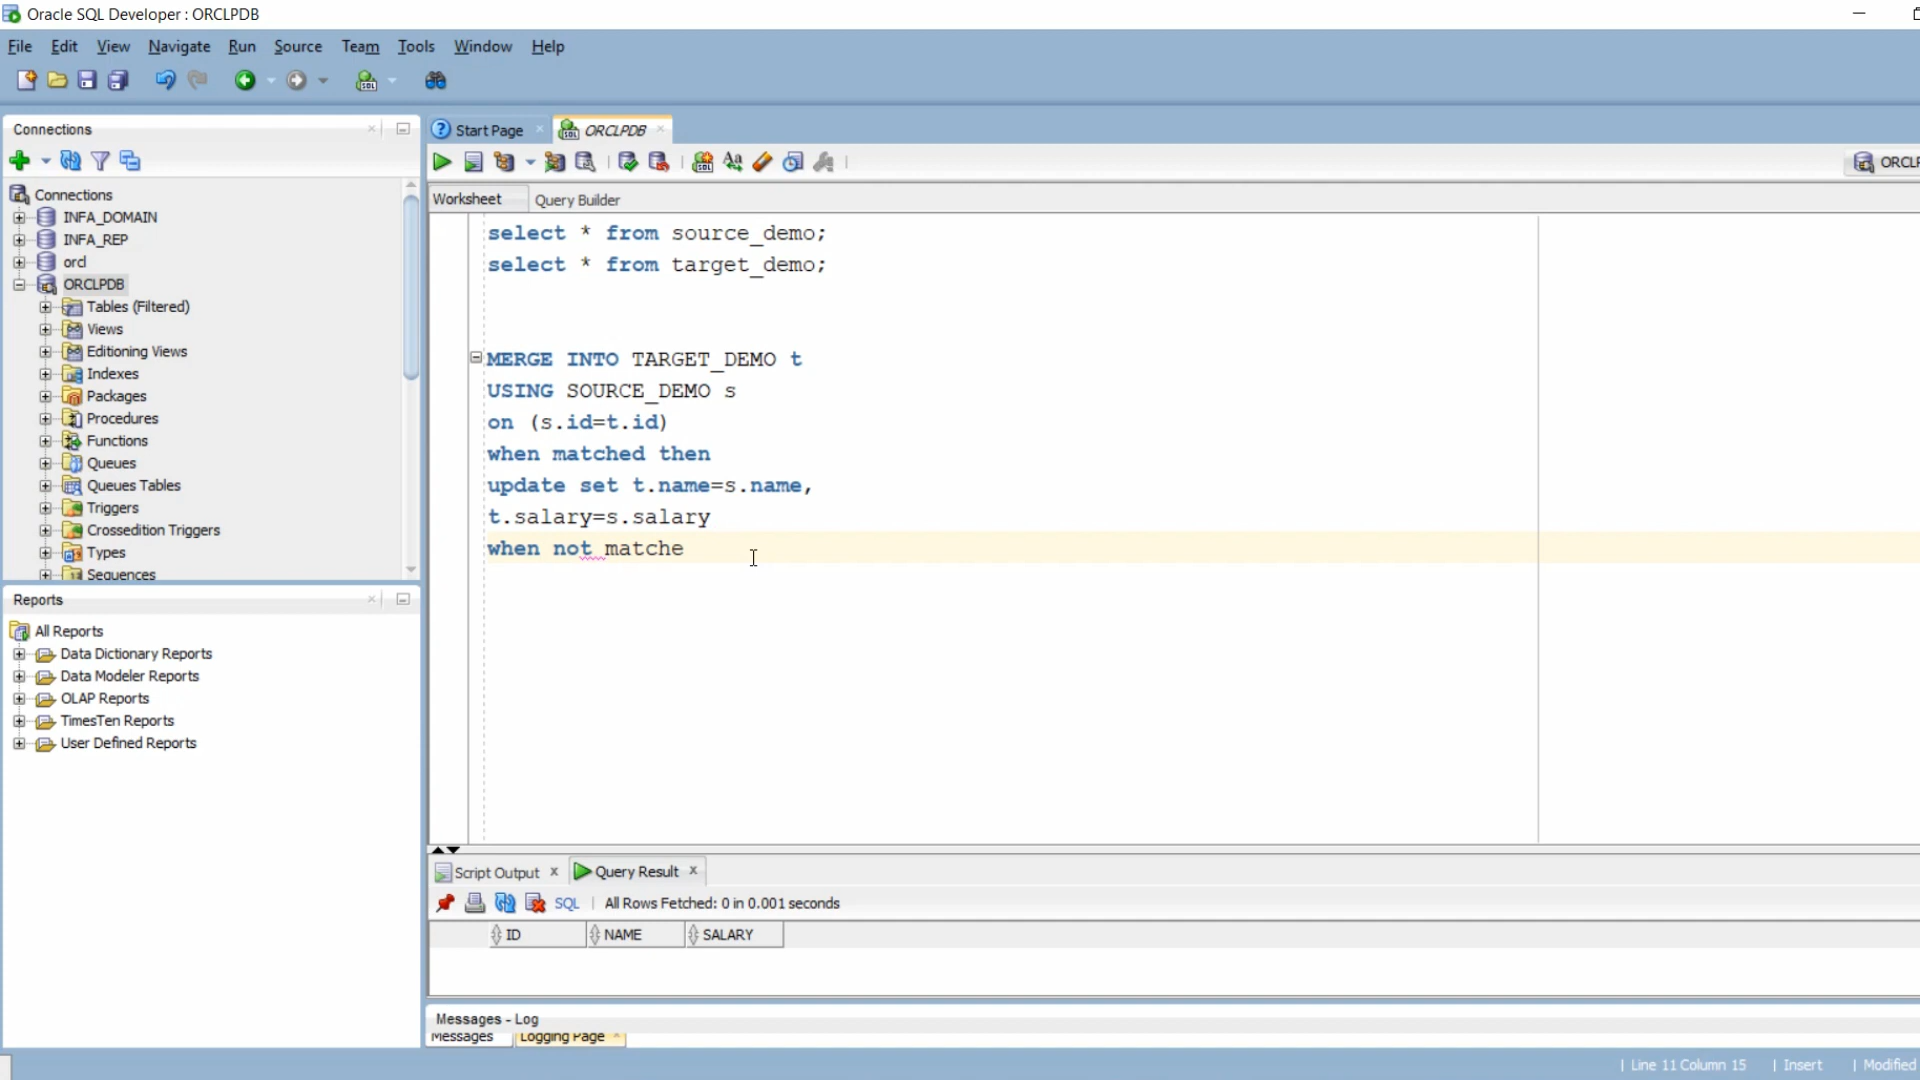 Oracle SQL Developer : ORCLPDB
File Edit View Navigate Run Source Team Tools Window Help
Connections
Start Page
ORCLPDB
Worksheet
Query Builder
Connections
INFA_DOMAIN
INFA_REP
orcl
ORCLPDB
Tables (Filtered)
Views
Editioning Views
Indexes
Packages
Procedures
Functions
Queues
Queues Tables
Triggers
Crossedition Triggers
Types
Sequences
select * from source_demo;
select * from target_demo;
MERGE INTO TARGET_DEMO t
USING SOURCE_DEMO s
on (s.id=t.id)
when matched then
update set t.name=s.name,
t.salary=s.salary
when not matche
Reports
All Reports
Data Dictionary Reports
Data Modeler Reports
OLAP Reports
TimesTen Reports
User Defined Reports
Script Output x
Query Result x
SQL | All Rows Fetched: 0 in 0.001 seconds
ID NAME SALARY
Messages - Log
Messages
Logging Page
| Line 11 Column 15 | Insert | Modified